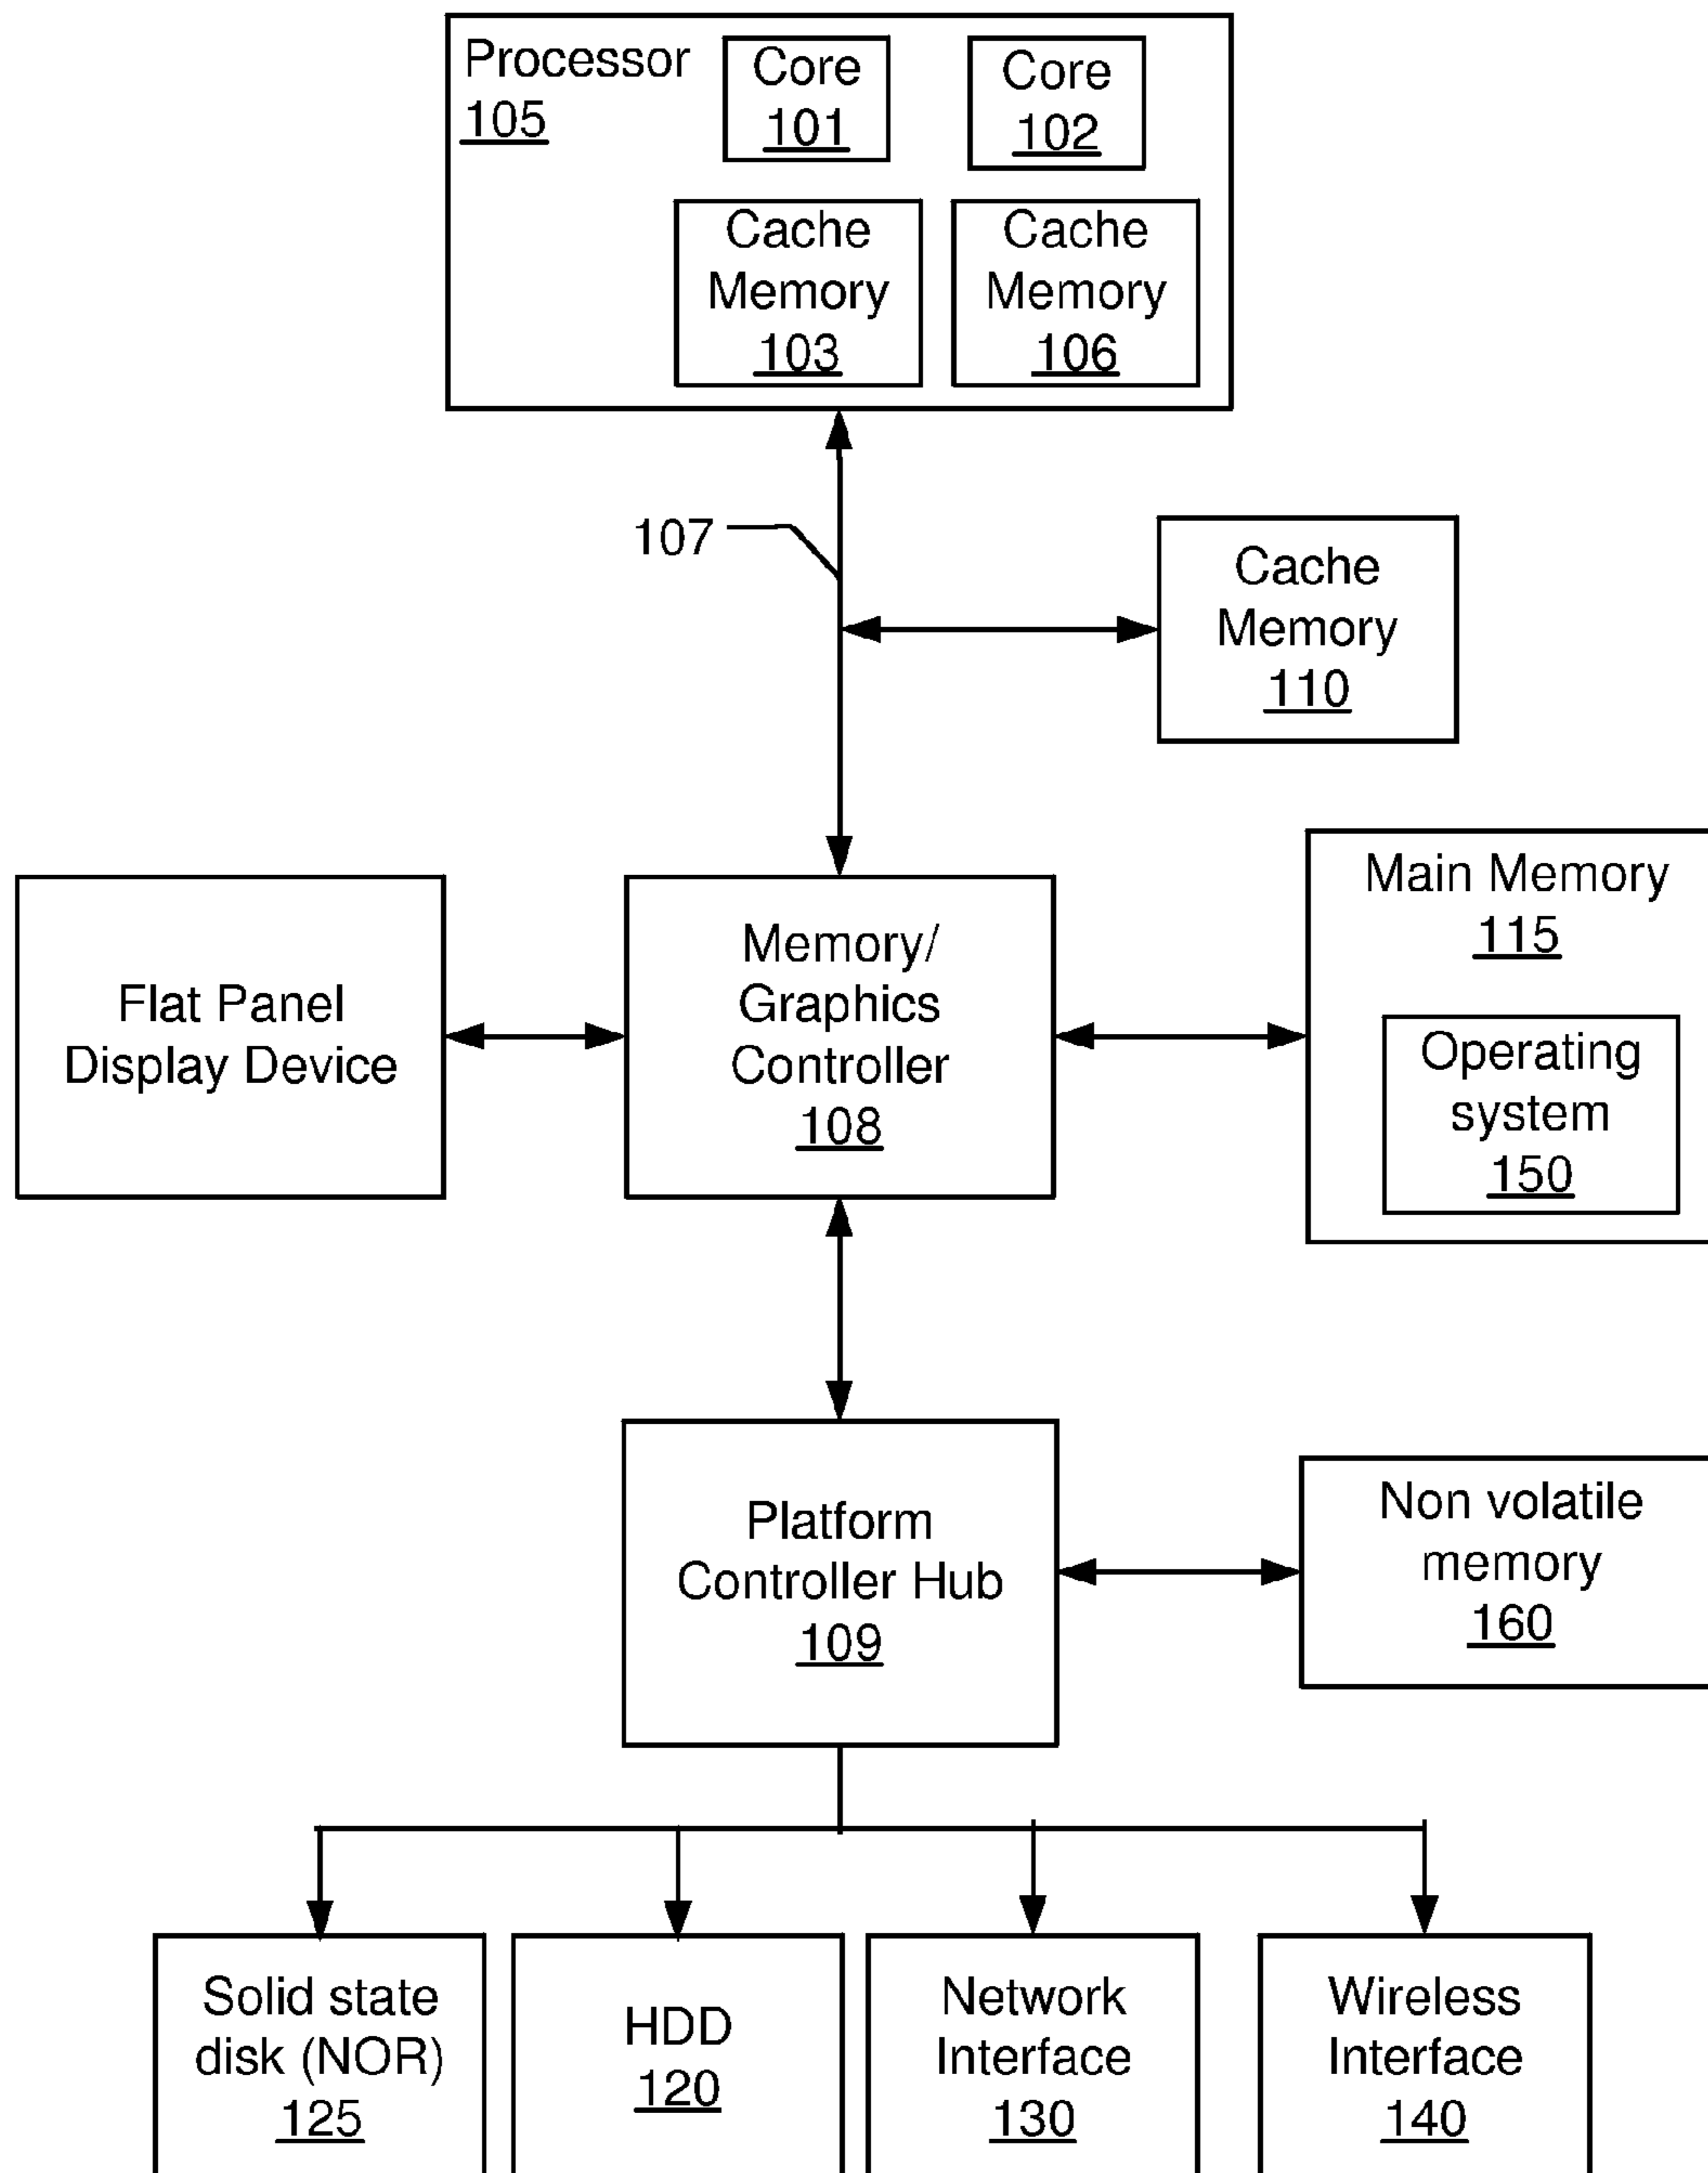 Processor
105
Core
101
Core
102
Cache
Memory
103
Cache
Memory
106
107
Cache
Memory
110
Flat Panel
Display Device
Memory/
Graphics
Controller
108
Main Memory
115
Operating
system
150
Platform
Controller Hub
109
Non volatile
memory
160
Solid state
disk (NOR)
125
HDD
120
Network
Interface
130
Wireless
Interface
140